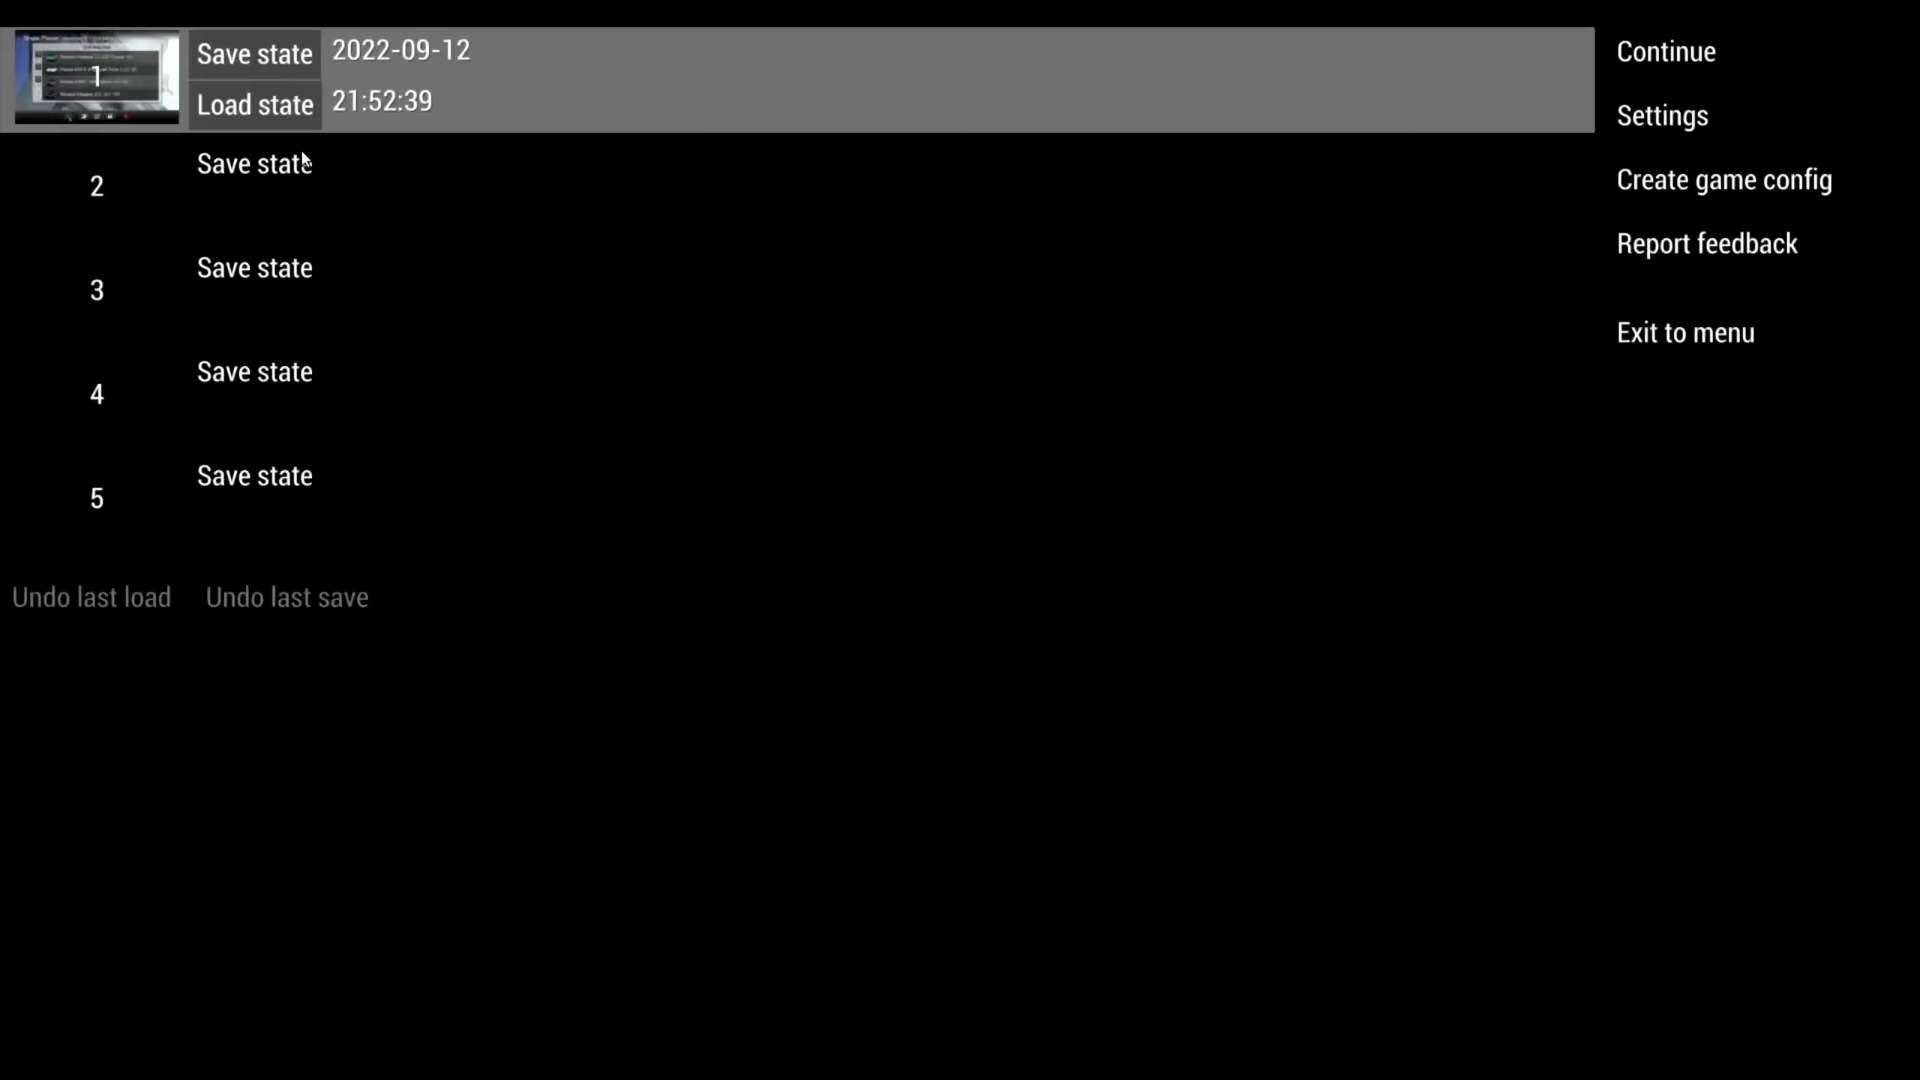 1
Save state
2022-09-12
Load state
21:52:39
2
Save state
3
Save state
4
Save state
5
Save state
Undo last load
Undo last save
Continue
Settings
Create game config
Report feedback
Exit to menu